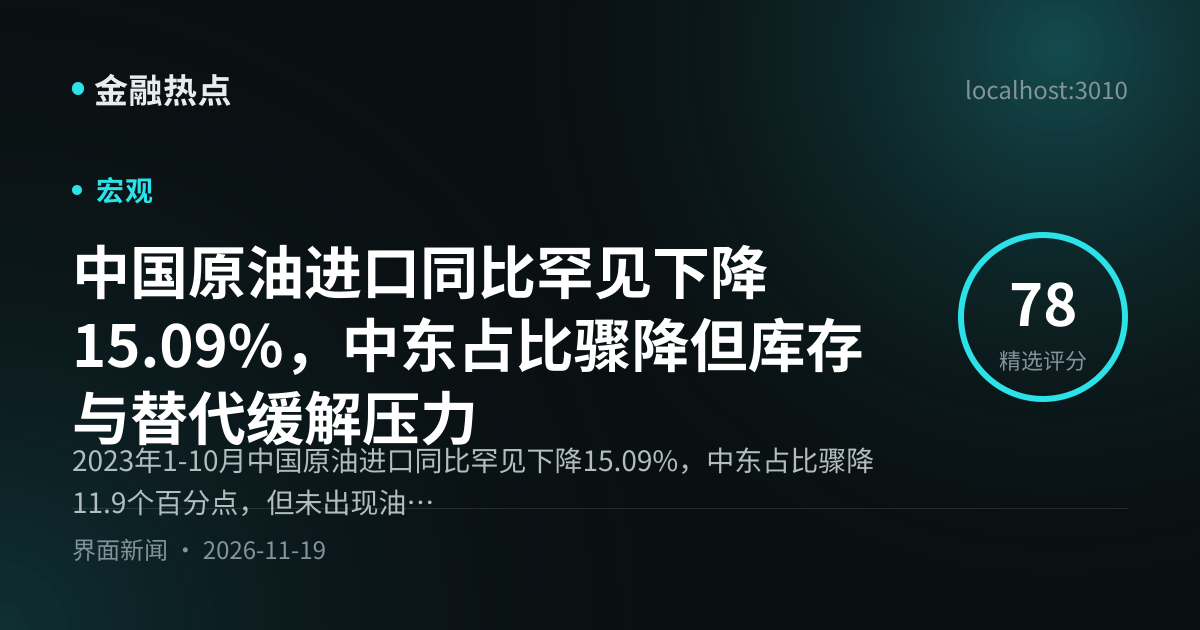 金融热点
localhost:3010
宏观
中国原油进口同比罕见下降
15.09%，中东占比骤降但库存
与替代缓解压力
78
精选评分
2023年1-10月中国原油进口同比罕见下降15.09%，中东占比骤降
11.9个百分点，但未出现油…
界面新闻 · 2026-11-19